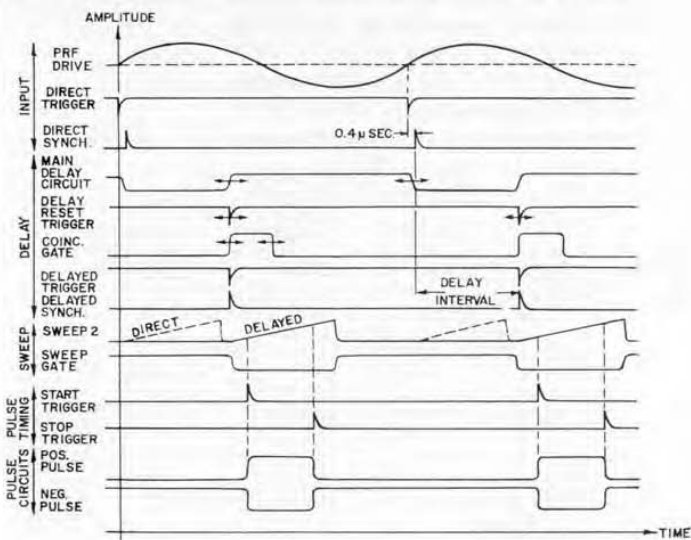 AMPLITUDE
INPUT
PRF
DRIVE
DIRECT
TRIGGER
DIRECT
SYNCH.
0.4 μ SEC.
DELAY
MAIN
DELAY
CIRCUIT
DELAY
RESET
TRIGGER
COINC.
GATE
DELAYED
TRIGGER
DELAYED
SYNCH.
DELAY
INTERVAL
SWEEP
SWEEP 2
DIRECT
DELAYED
SWEEP
GATE
PULSE
TIMING
START
TRIGGER
STOP
TRIGGER
PULSE
CIRCUITS
POS.
PULSE
NEG.
PULSE
TIME